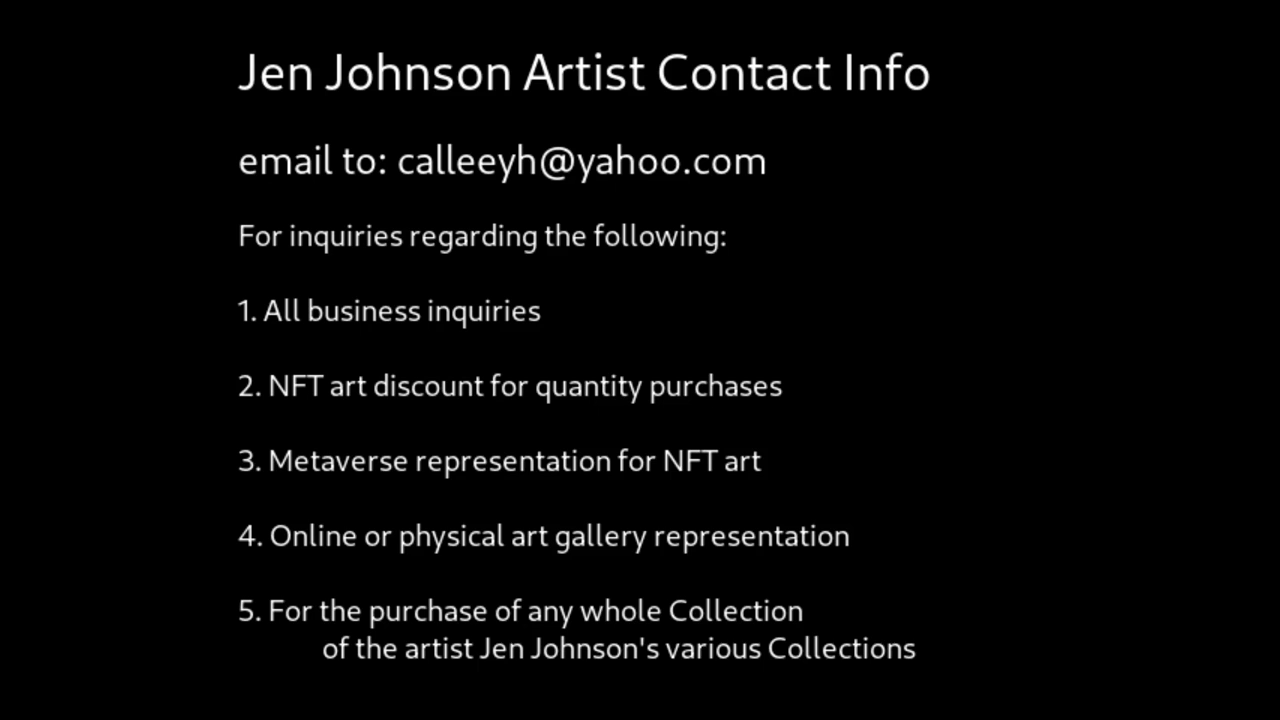 Jen Johnson Artist Contact Info
email to: calleeyh@yahoo.com
For inquiries regarding the following:
1. All business inquiries
2. NFT art discount for quantity purchases
3. Metaverse representation for NFT art
4. Online or physical art gallery representation
5. For the purchase of any whole Collection
of the artist Jen Johnson's various Collections